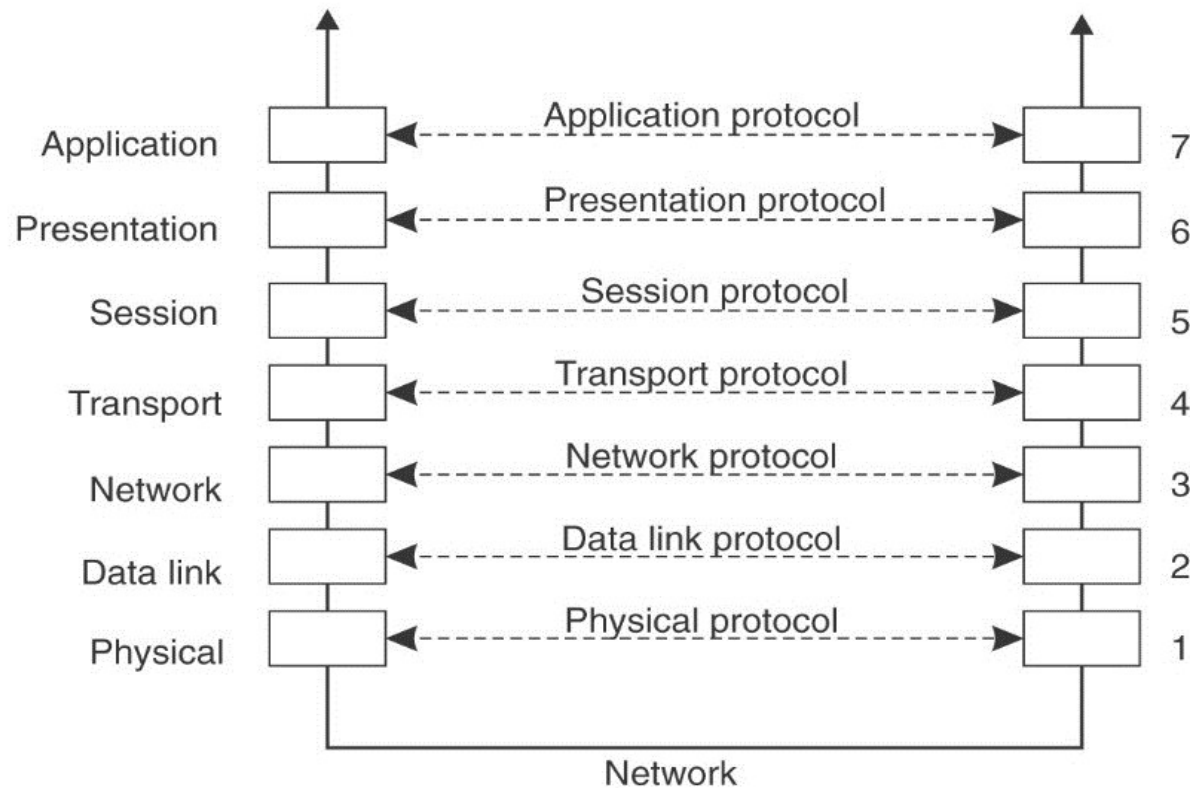 Application
Application protocol
7
Presentation
Presentation protocol
6
Session
Session protocol
5
Transport
Transport protocol
4
Network
Network protocol
3
Data link
Data link protocol
2
Physical
Physical protocol
1
Network